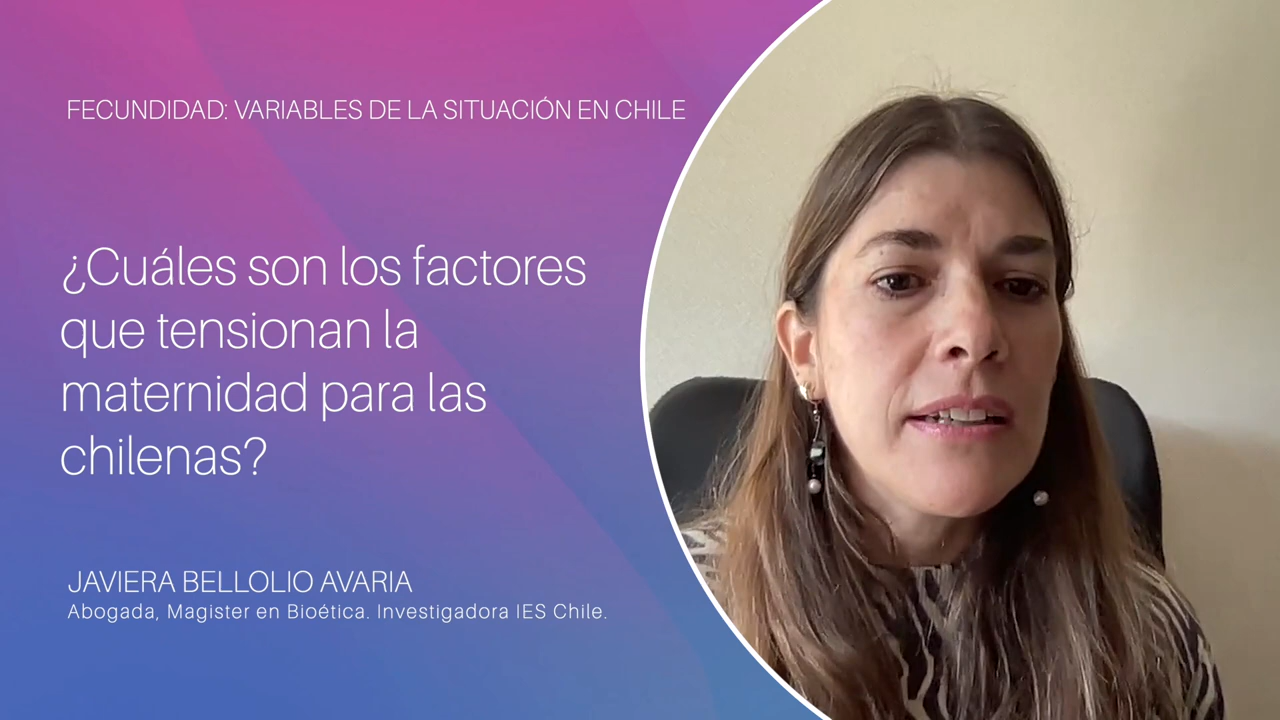 FECUNDIDAD: VARIABLES DE LA SITUACIÓN EN CHILE
¿Cuáles son los factores
que tensionan la
maternidad para las
chilenas?
JAVIERA BELLOLIO AVARIA
Abogada, Magister en Bioética. Investigadora IES Chile.